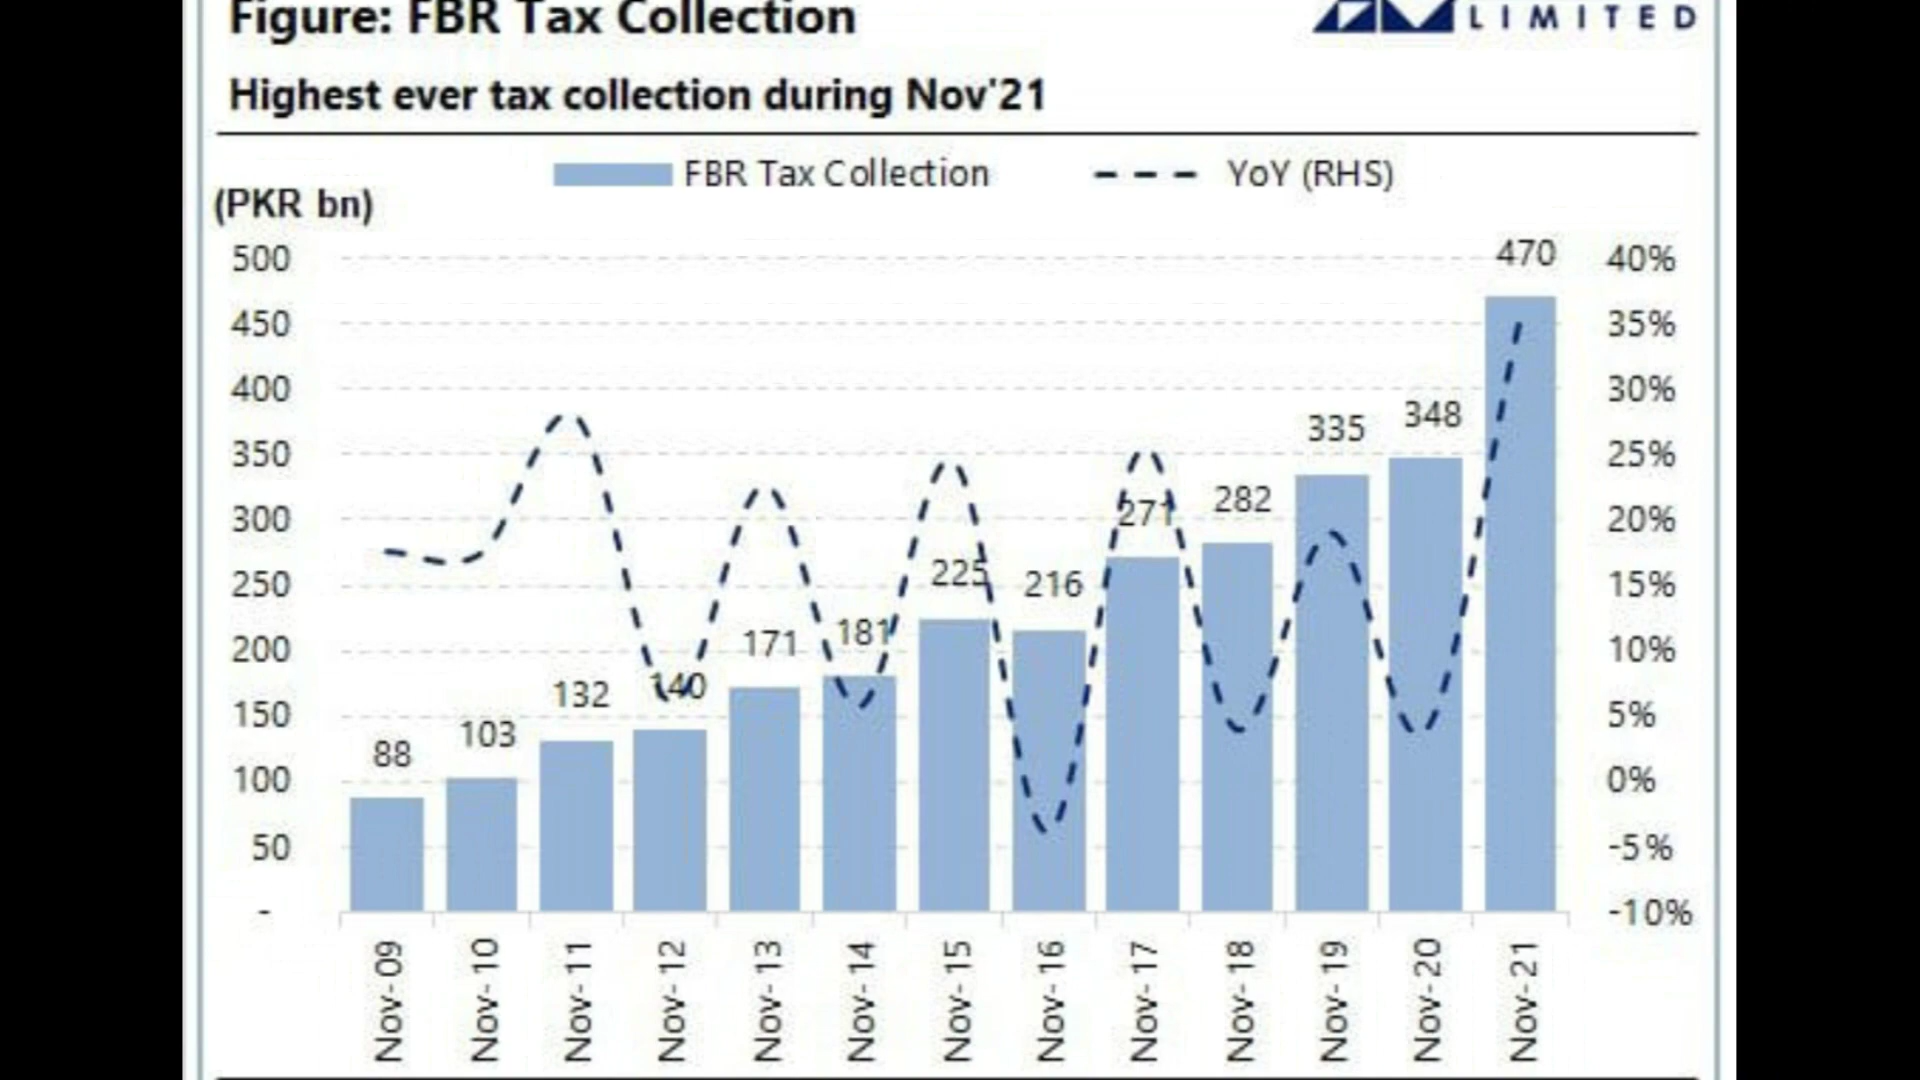 Figure: FBR Tax Collection
LIMITED
Highest ever tax collection during Nov'21
FBR Tax Collection
YoY (RHS)
(PKR bn)
500
450
400
350
300
250
200
150
100
50
-
88
103
132
140
171
181
225
216
271
282
335
348
470
40%
35%
30%
25%
20%
15%
10%
5%
0%
-5%
-10%
Nov-09
Nov-10
Nov-11
Nov-12
Nov-13
Nov-14
Nov-15
Nov-16
Nov-17
Nov-18
Nov-19
Nov-20
Nov-21